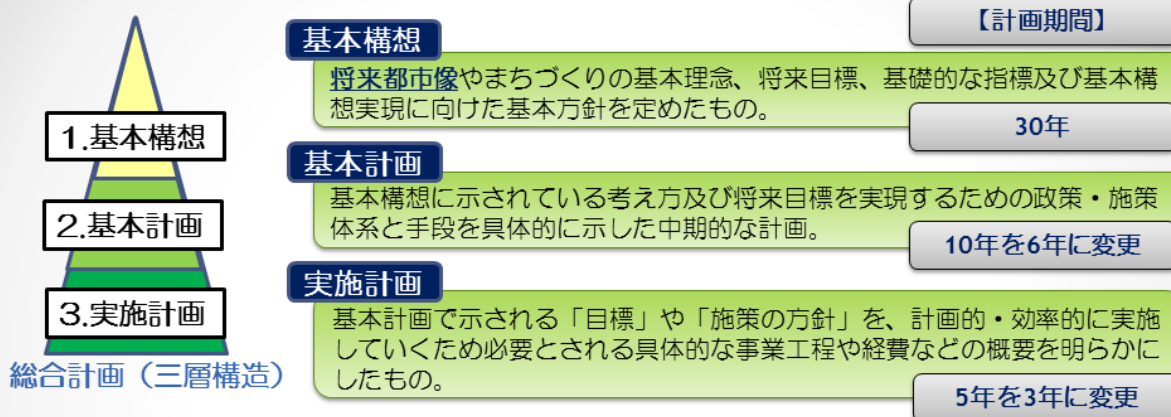 【計画期間】
基本構想
将来都市像やまちづくりの基本理念、将来目標、基礎的な指標及び基本構
想実現に向けた基本方針を定めたもの。
30年
1.基本構想
基本計画
基本構想に示されている考え方及び将来目標を実現するための政策・施策
体系と手段を具体的に示した中期的な計画。
10年を6年に変更
2.基本計画
実施計画
基本計画で示される「目標」や「施策の方針」を、計画的・効率的に実施
していくため必要とされる具体的な事業工程や経費などの概要を明らかに
したもの。
5年を3年に変更
3.実施計画
総合計画（三層構造）